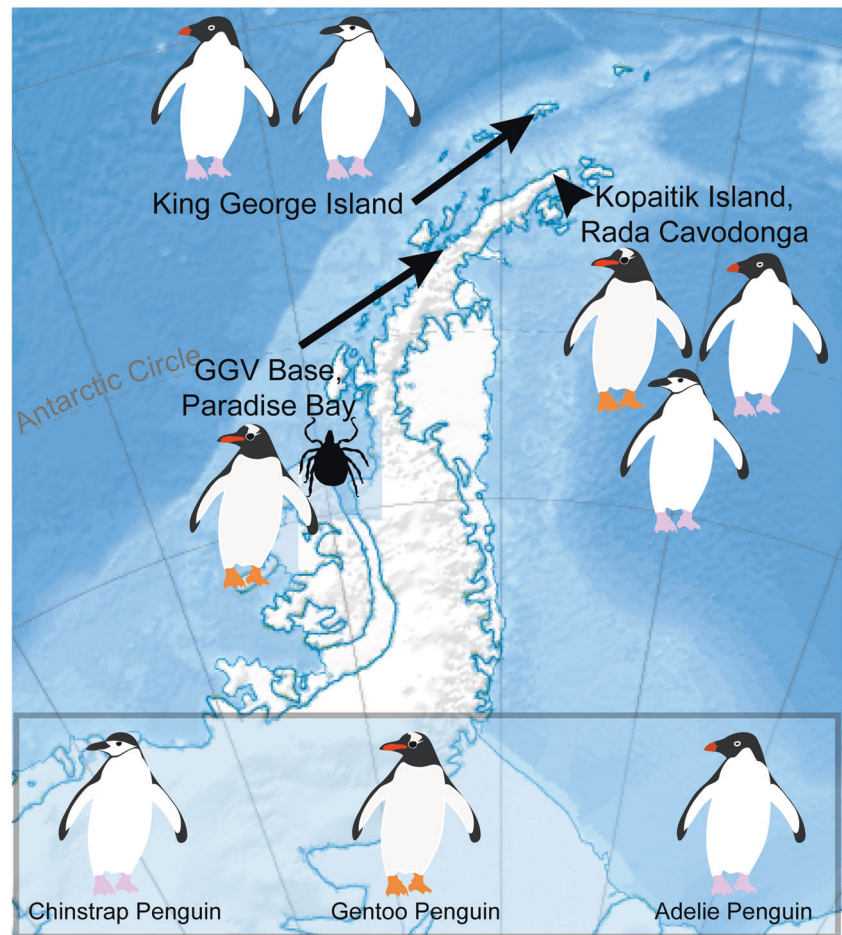 King George Island
Kopaitik Island,
Rada Cavodonga
Antarctic Circle
GGV Base,
Paradise Bay
Chinstrap Penguin
Gentoo Penguin
Adelie Penguin